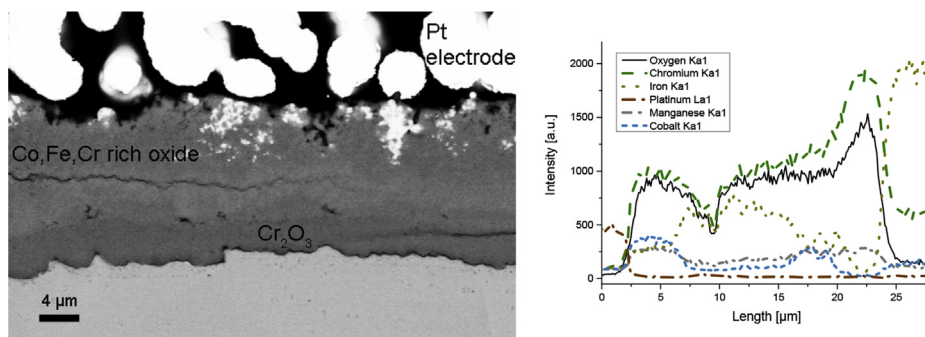 Pt
electrode
Co,Fe,Cr rich oxide
Cr₂O₃
4 µm
Oxygen Ka1
Chromium Ka1
Iron Ka1
Platinum La1
Manganese Ka1
Cobalt Ka1
Intensity [a.u.]
2000
1500
1000
500
0
0
5
10
15
20
25
Length [µm]